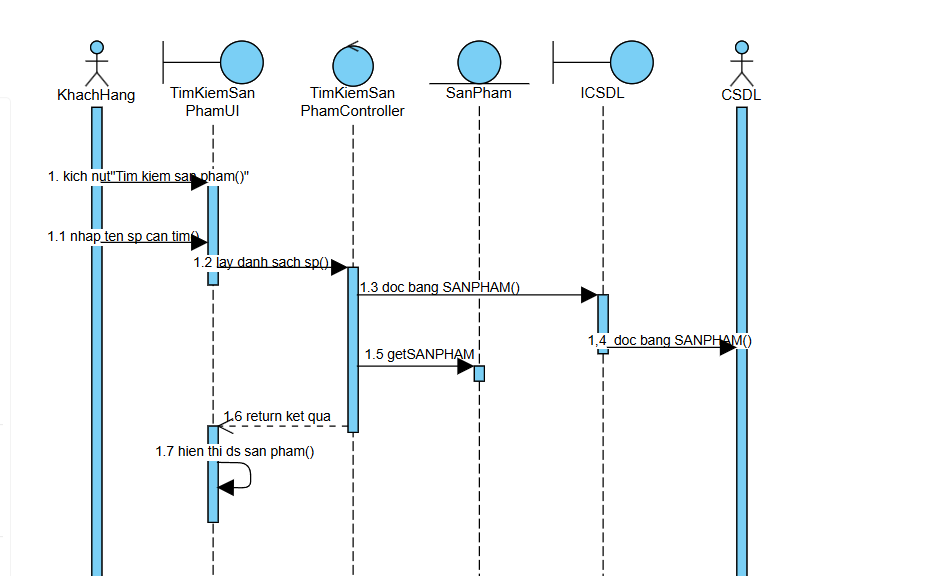 KhachHang
TimKiemSan
PhamUI
TimKiemSan
PhamController
SanPham
ICSDL
CSDL
1. kich nut"Tim kiem san pham()"
1.1 nhap ten sp can tim()
1.2 lay danh sach sp()
1.3 doc bang SANPHAM()
1,4  doc bang SANPHAM()
1.5 getSANPHAM
1.6 return ket qua
1.7 hien thi ds san pham()